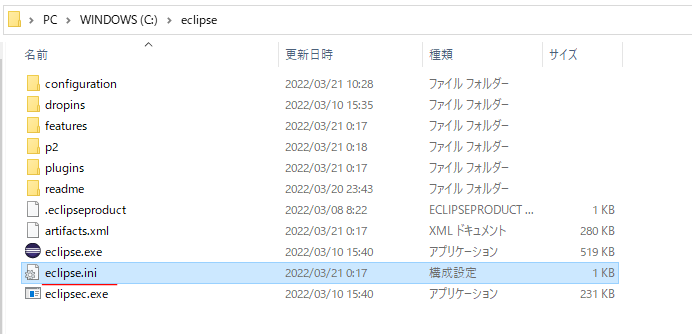 PC > WINDOWS (C:) > eclipse
名前 更新日時 種類 サイズ
configuration 2022/03/21 10:28 ファイル フォルダー
dropins 2022/03/10 15:35 ファイル フォルダー
features 2022/03/21 0:17 ファイル フォルダー
p2 2022/03/21 0:18 ファイル フォルダー
plugins 2022/03/21 0:17 ファイル フォルダー
readme 2022/03/20 23:43 ファイル フォルダー
.eclipseproduct 2022/03/08 8:22 ECLIPSEPRODUCT ... 1 KB
artifacts.xml 2022/03/21 0:17 XML ドキュメント 280 KB
eclipse.exe 2022/03/10 15:40 アプリケーション 519 KB
eclipse.ini 2022/03/21 0:17 構成設定 1 KB
eclipsec.exe 2022/03/10 15:40 アプリケーション 231 KB